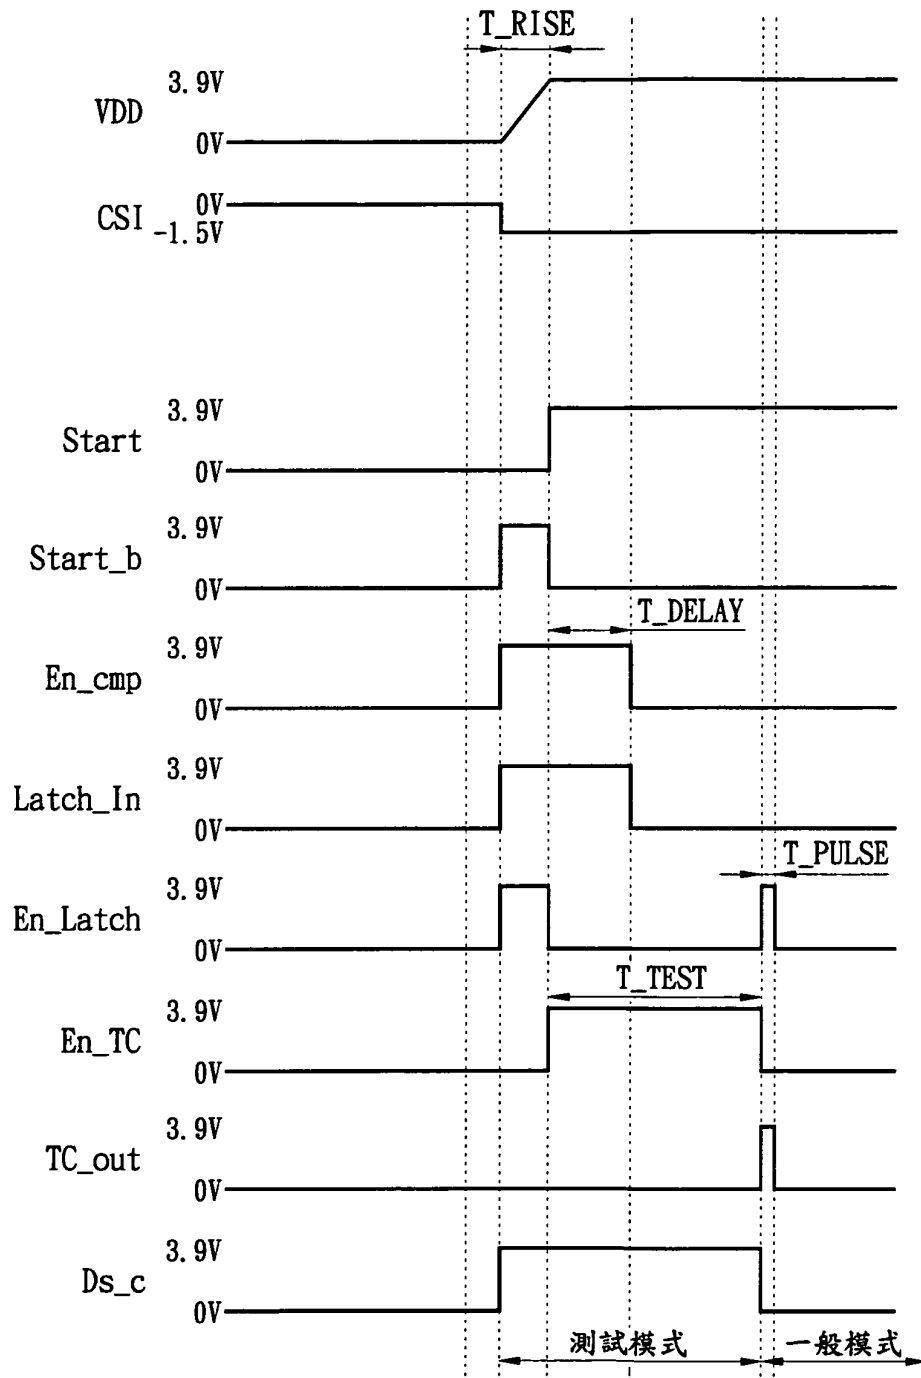 T_RISE
3.9V
VDD
0V
0V
CSI
-1.5V
3.9V
Start
0V
3.9V
Start_b
0V
T_DELAY
3.9V
En_cmp
0V
3.9V
Latch_In
0V
T_PULSE
3.9V
En_Latch
0V
T_TEST
3.9V
En_TC
0V
3.9V
TC_out
0V
3.9V
Ds_c
0V
測試模式 一般模式